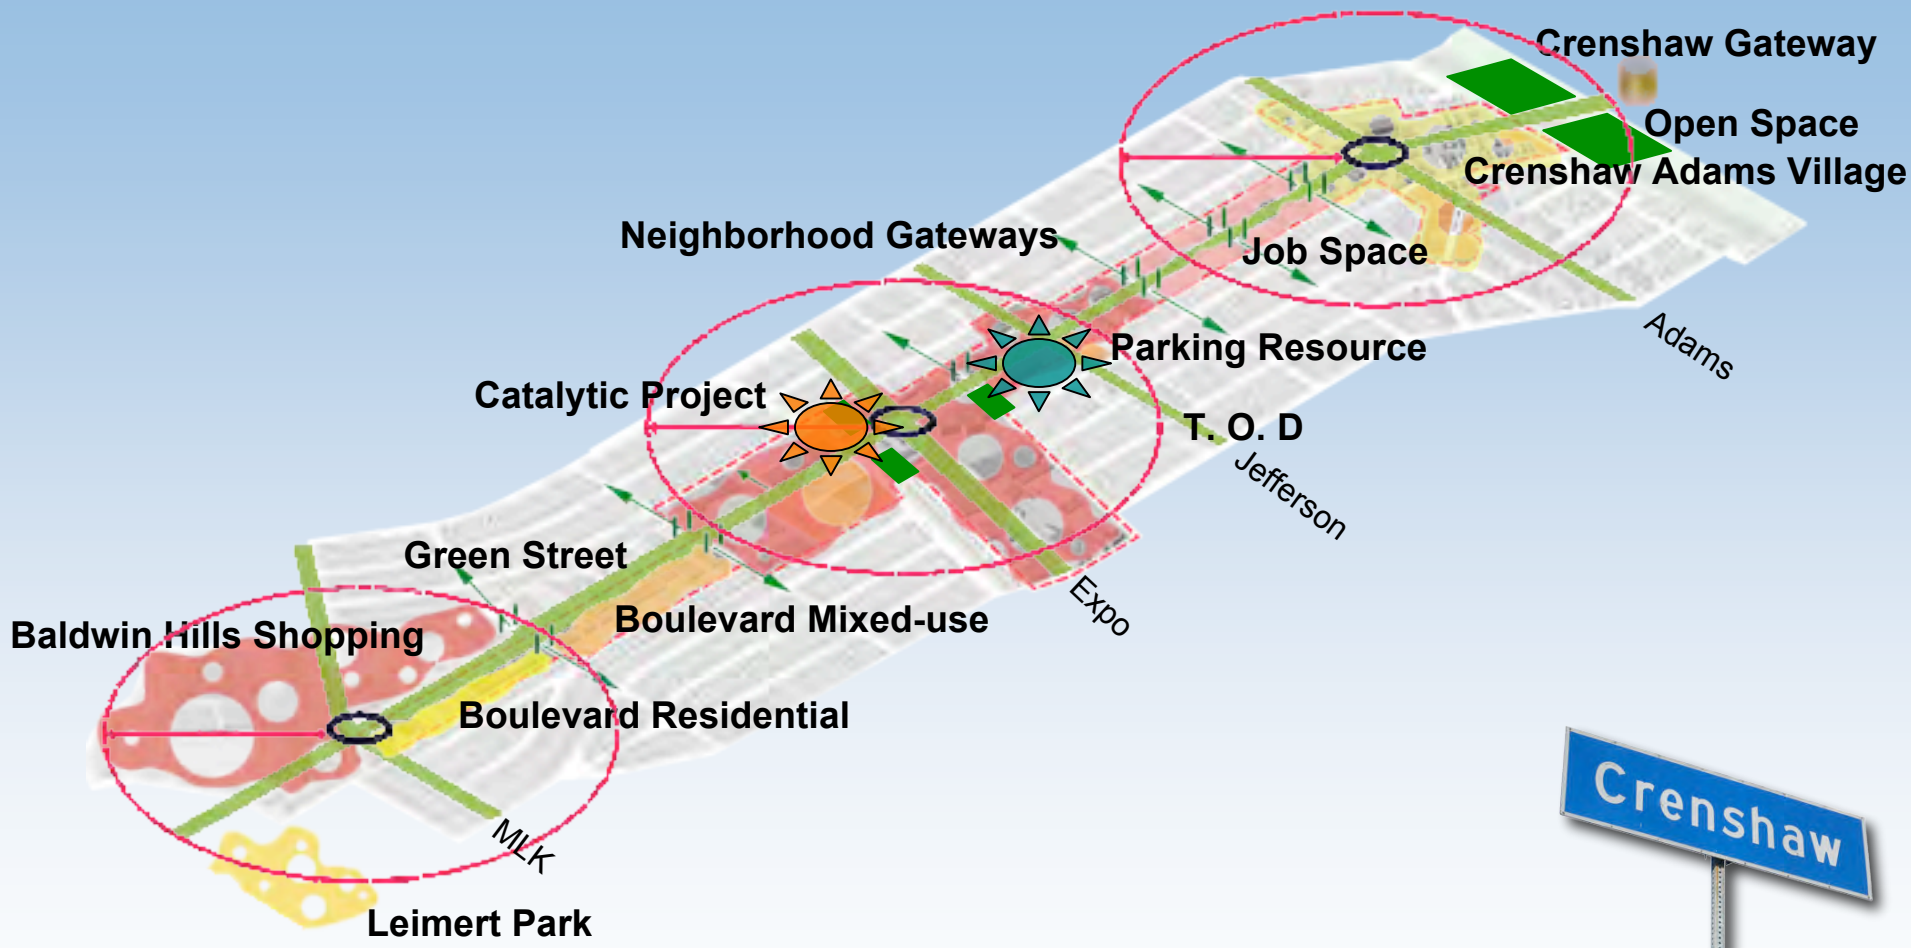 Crenshaw Gateway
Open Space
Crenshaw Adams Village
Neighborhood Gateways
Job Space
Adams
Parking Resource
Catalytic Project
T. O. D
Jefferson
Green Street
Expo
Boulevard Mixed-use
Baldwin Hills Shopping
Boulevard Residential
MLK
Crenshaw
Leimert Park